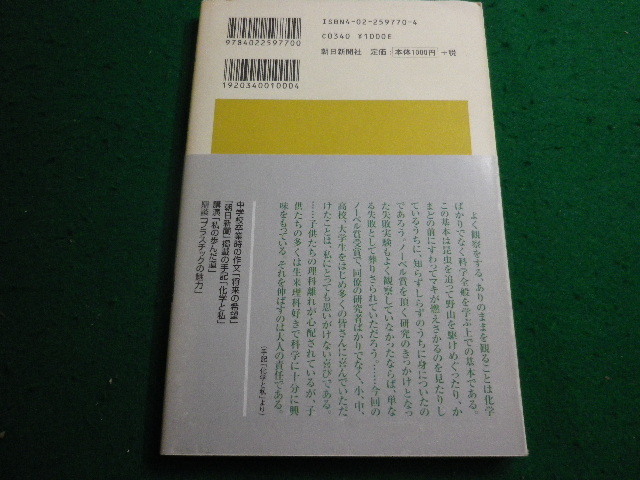 ISBN4-02-259770-4
C0340 ¥1000E
朝日新聞社 定価:本体1000円 +税
9784022597700
1920340010004
よく観察をする、ありのままを観ることは化学
ばかりでなく科学全般を学ぶ上での基本である。
この基本は昆虫を追って野山を駆けめぐったり、か
まどの前にすわってマキが燃えさかるのを見たりし
ているうちに、知らずしらずのうちに身についたの
であろう。ノーベル賞を頂く研究のきっかけとなっ
た失敗実験もよく観察していなかったならば、単な
る失敗として葬りさられていただろう。……今回の
ノーベル賞受賞で、同僚の研究者ばかりでなく、小、中、
高校、大学生をはじめ多くの皆さんに喜んでいただ
けたことは、私にとっても思いがけない喜びである。
……子供たちの理科離れが心配されているが、子
供たちの多くは生来理科好きで科学に十分に興
味をもっている。それを伸ばすのは大人の責任である。
(手記「化学と私」より)
中学校卒業時の作文「将来の希望」
「朝日新聞」掲載の手記「化学と私」
講演「私の歩んだ道」
「プラスチックの魅力」